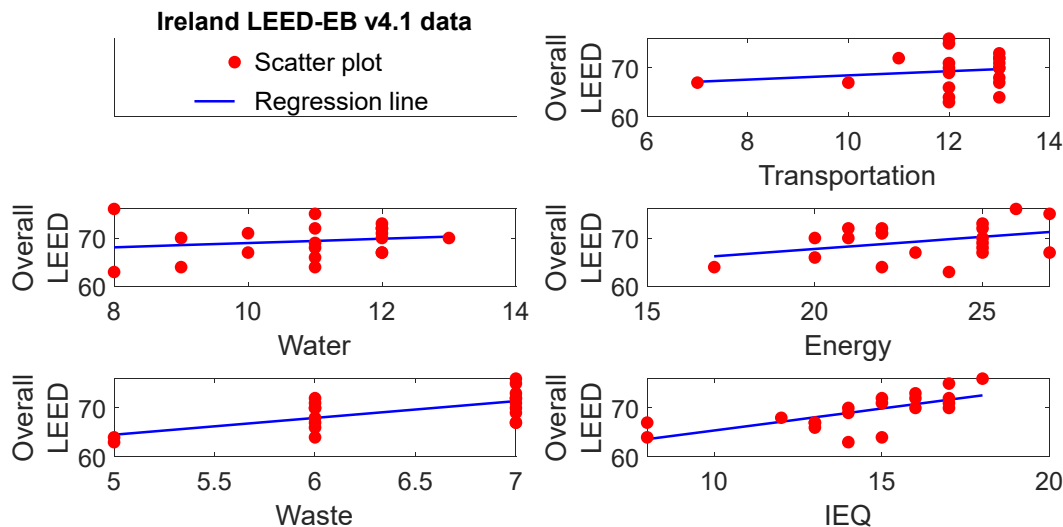 Ireland LEED-EB v4.1 data
Scatter plot
Regression line
Overall
LEED
70
60
6 8 10 12 14
Transportation
Overall
LEED
70
60
8 10 12 14
Water
Overall
LEED
70
60
15 20 25
Energy
Overall
LEED
70
60
5 5.5 6 6.5 7
Waste
Overall
LEED
70
60
10 15 20
IEQ